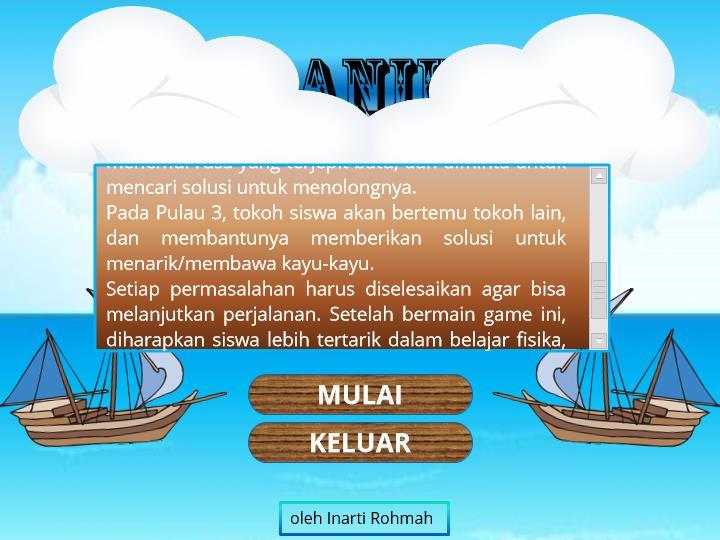 mencari solusi untuk menolongnya.
Pada Pulau 3, tokoh siswa akan bertemu tokoh lain,
dan membantunya memberikan solusi untuk
menarik/membawa kayu-kayu.
Setiap permasalahan harus diselesaikan agar bisa
melanjutkan perjalanan. Setelah bermain game ini,
diharapkan siswa lebih tertarik dalam belajar fisika,
MULAI
KELUAR
oleh Inarti Rohmah